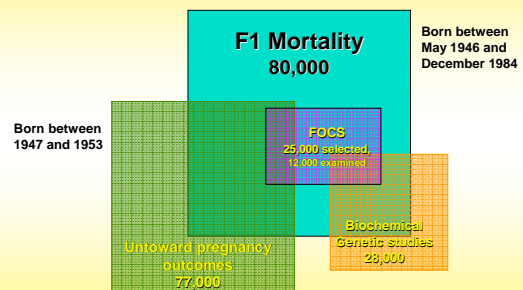 F1 Mortality
80,000
Born between
May 1946 and
December 1984
Born between
1947 and 1953
FOCS
25,000 selected,
12,000 examined
Untoward pregnancy
outcomes
77,000
Biochemical
Genetic studies
28,000